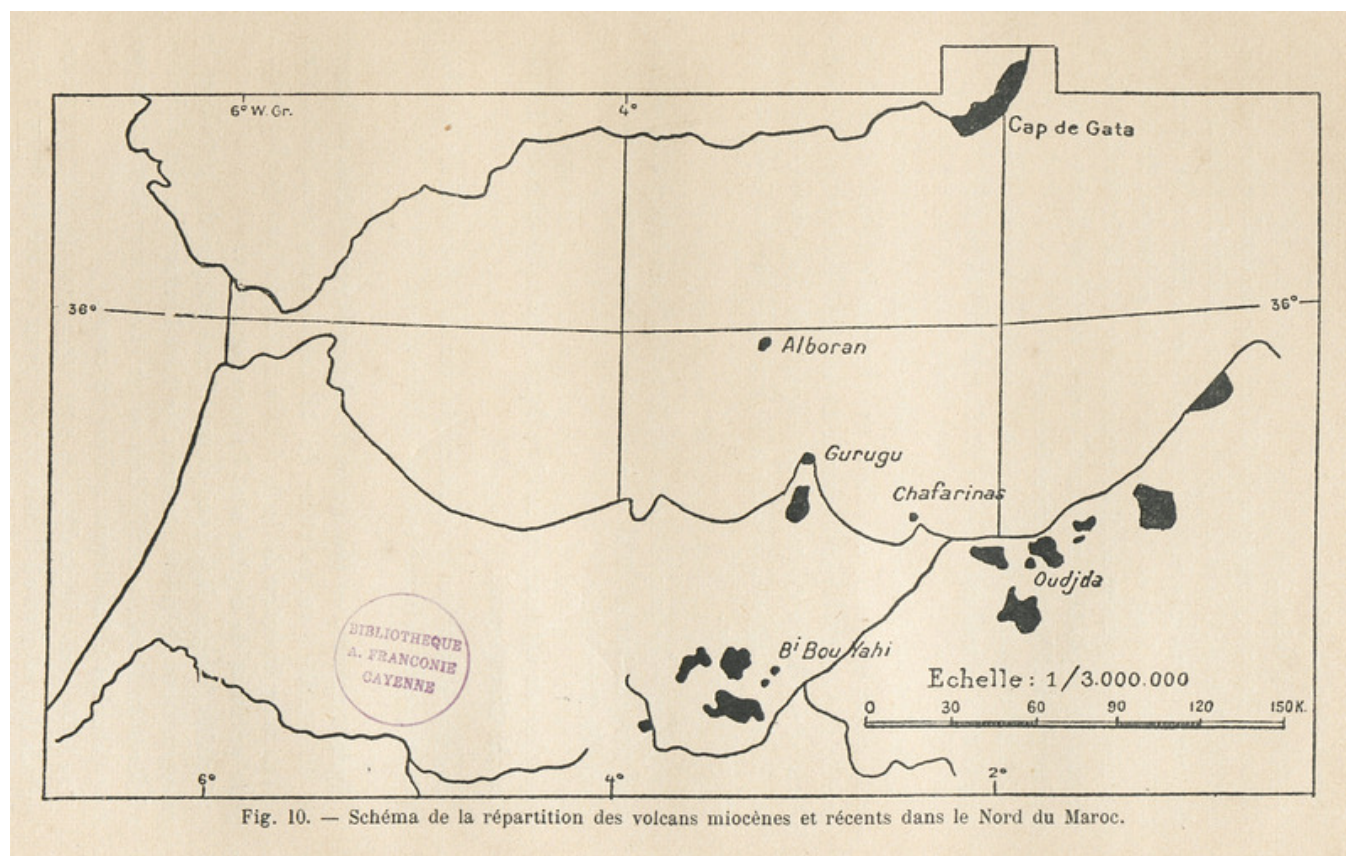 6° W. Gr.
4°
Cap de Gata
36°
36°
Alboran
Gurugu
Chafarinas
Oudjda
BIBLIOTHEQUE
A. FRANCONIE
CAYENNE
Bⁱ Bou Yahi
Echelle: 1/3.000.000
0 30 60 90 120 150 K.
6°
4°
2°
Fig. 10. — Schéma de la répartition des volcans miocènes et récents dans le Nord du Maroc.